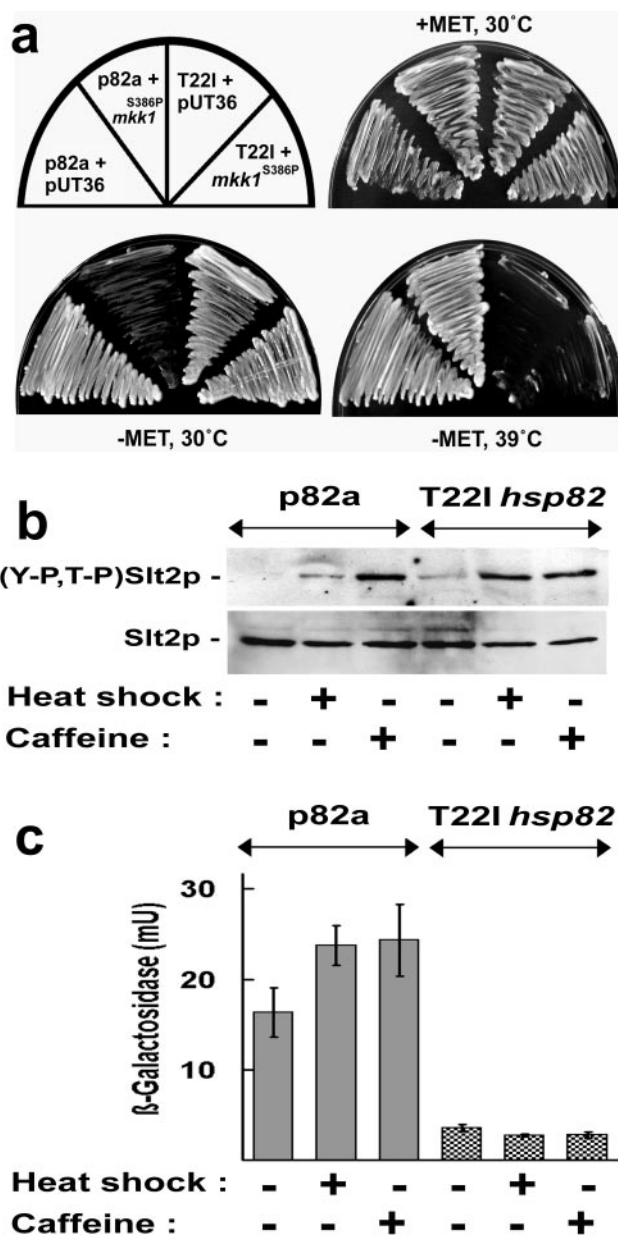 a
+MET, 30˚C
p82a +
S386P
mkk1
T22I +
pUT36
p82a +
pUT36
T22I +
mkk1 S386P
-MET, 30˚C
-MET, 39˚C
b
p82a
T22I hsp82
(Y-P,T-P)Slt2p -
Slt2p -
Heat shock : - + - - + -
Caffeine : - - + - - +
c
p82a
T22I hsp82
ß-Galactosidase (mU)
30
20
10
Heat shock : - + - - + -
Caffeine : - - + - - +